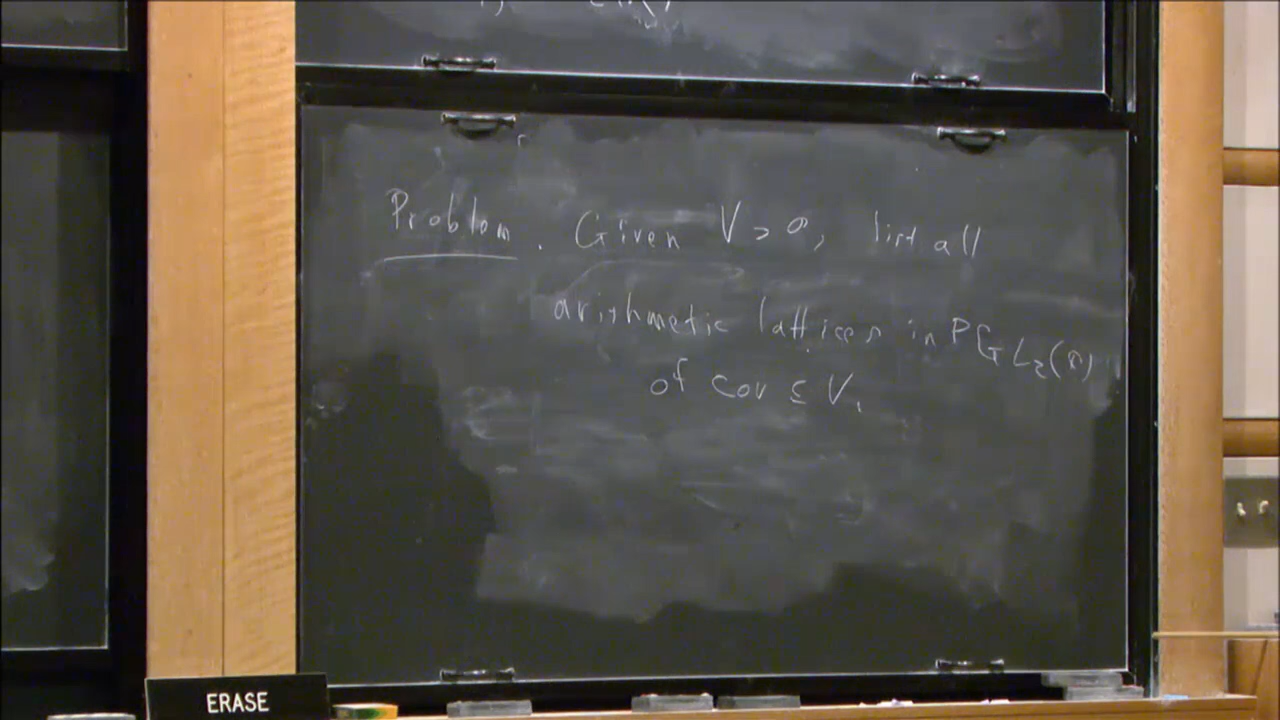 Problem. Given V > 0, list all
arithmetic lattices in PGL₂(R)
of cov ≤ V.
ERASE